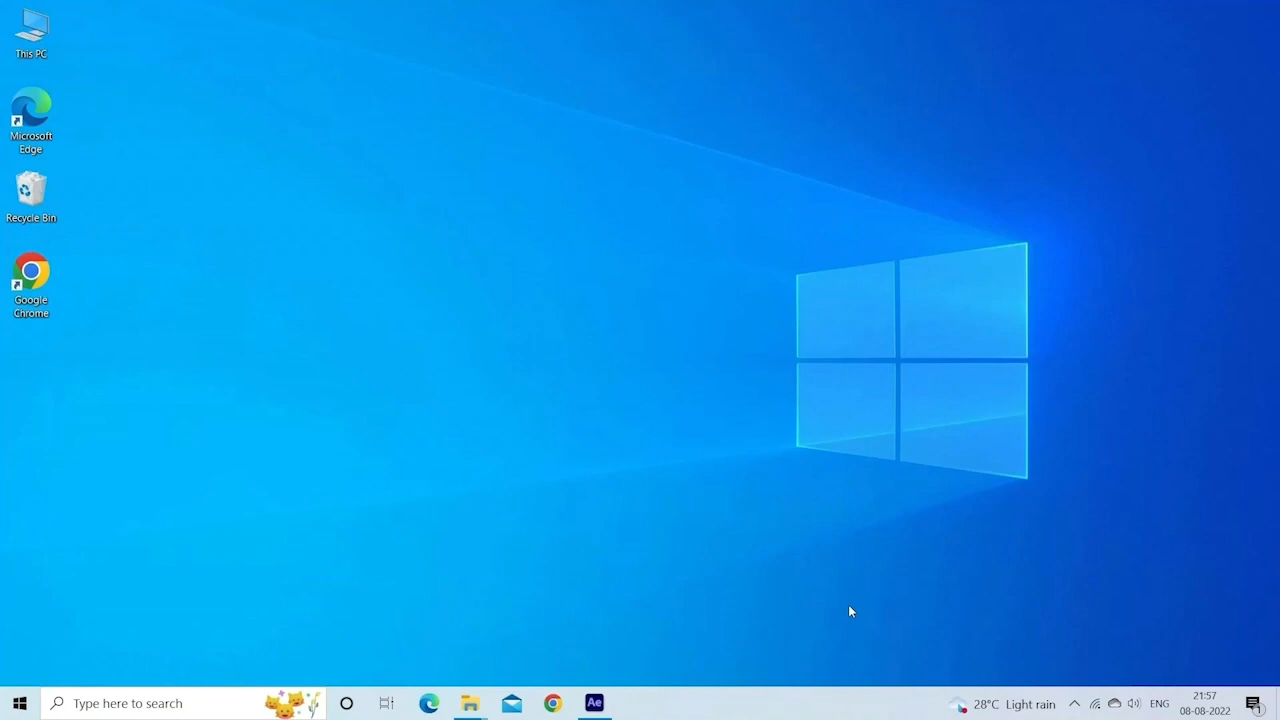 This PC
Microsoft
Edge
Recycle Bin
Google
Chrome
Type here to search
Ae
28°C Light rain
ENG
21:57
08-08-2022
1